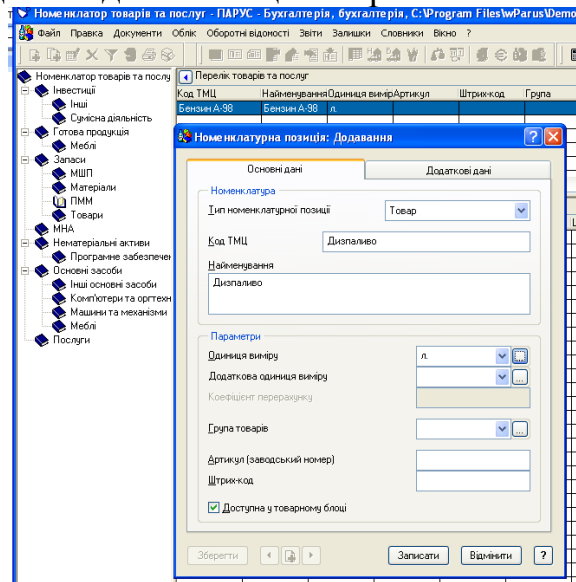 Номенклатор товарів та послуг - ПАРУС - Бухгалтерія, бухгалтерія, C:\Program Files\wParus\Demo
Файл Правка Документи Облік Оборотні відомості Звіти Залишки Словники Вікно ?
Номенклатор товарів та послу
Інвестиції
Інші
Сумісна діяльність
Готова продукція
Меблі
Запаси
МШП
Матеріали
ПММ
Товари
МНА
Нематеріальні активи
Програмне забезпечен
Основні засоби
Інші основні засоби
Комп'ютери та оргтехн
Машини та механізми
Меблі
Послуги
Перелік товарів та послуг
Код ТМЦ Найменування Одиниця вимір Артикул Штрих-код Група
Бензин А-98 Бензин А-98 л.
Номенклатурна позиція: Додавання
Основні дані Додаткові дані
Номенклатура
Тип номенклатурної позиції Товар
Код ТМЦ Дизпаливо
Найменування
Дизпаливо
Параметри
Одиниця виміру л. ...
Додаткова одиниця виміру ...
Коефіцієнт перерахунку
Група товарів ...
Артикул (заводський номер)
Штрих-код
Доступна у товарному блоці
Зберегти Записати Відмінити ?